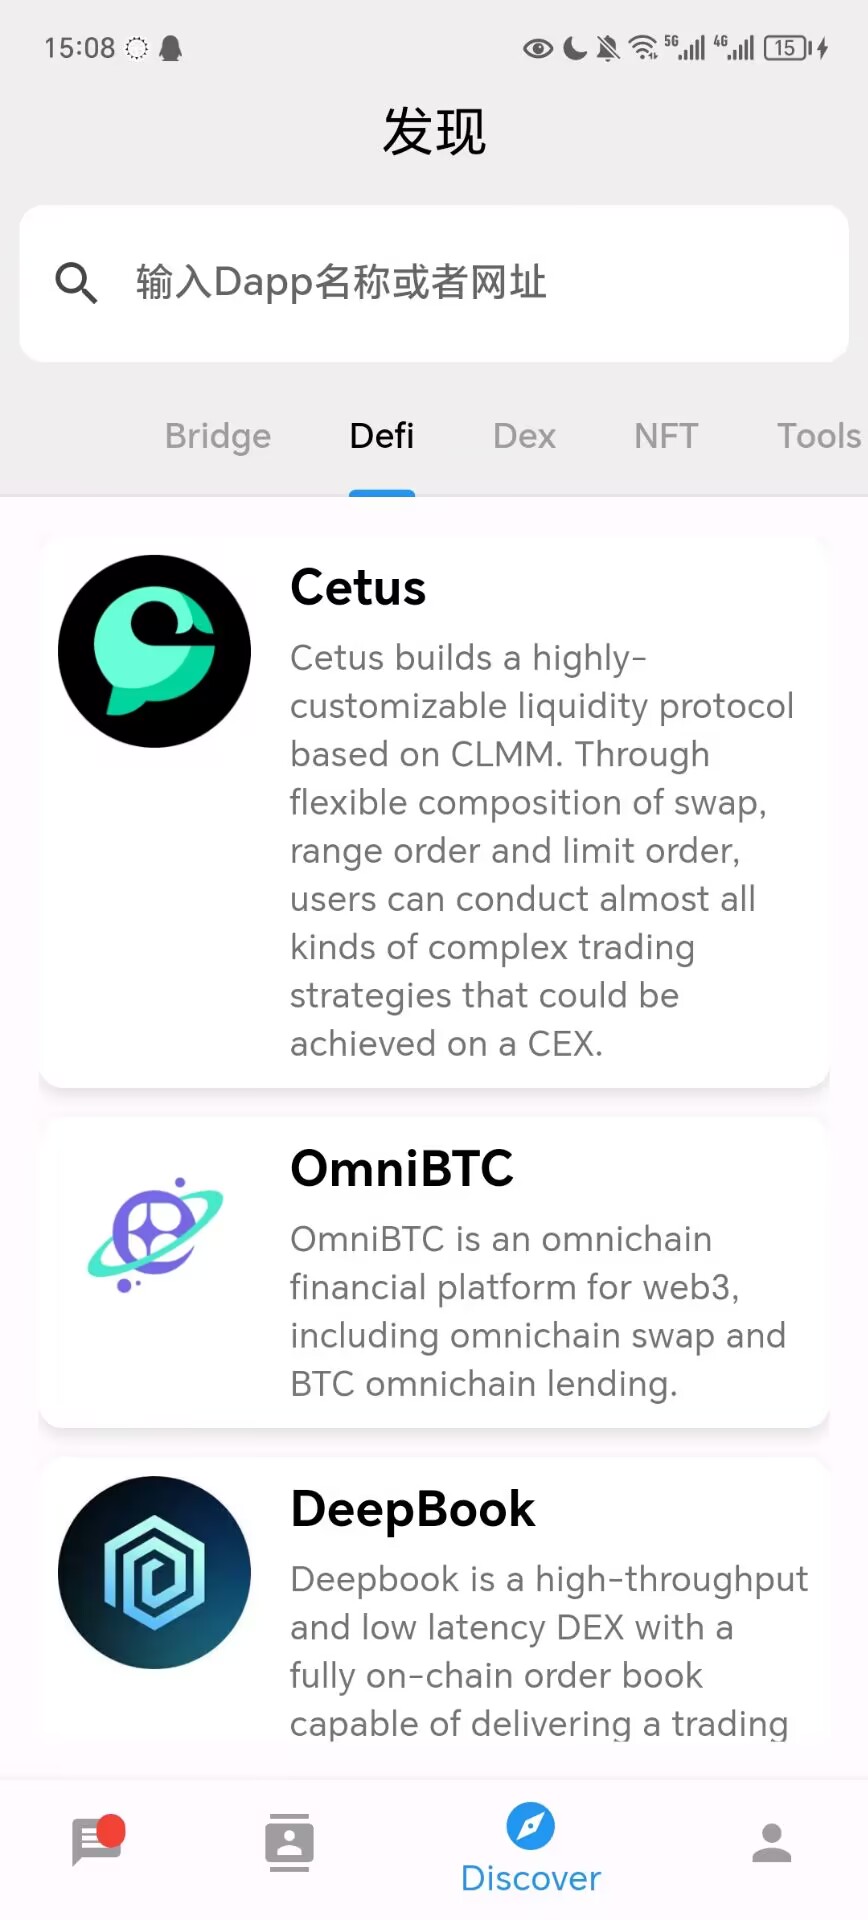 15:08 5G 4G 15
发现
输入Dapp名称或者网址
Bridge Defi Dex NFT Tools
Cetus
Cetus builds a highly-
customizable liquidity protocol
based on CLMM. Through
flexible composition of swap,
range order and limit order,
users can conduct almost all
kinds of complex trading
strategies that could be
achieved on a CEX.
OmniBTC
OmniBTC is an omnichain
financial platform for web3,
including omnichain swap and
BTC omnichain lending.
DeepBook
Deepbook is a high-throughput
and low latency DEX with a
fully on-chain order book
capable of delivering a trading
Discover